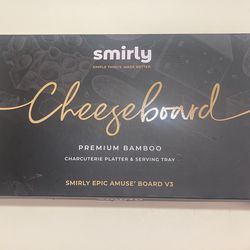 smirly
SIMPLE THINGS. MADE BETTER.
Cheeseboard
PREMIUM BAMBOO
CHARCUTERIE PLATTER & SERVING TRAY
SMIRLY EPIC AMUSE' BOARD V3